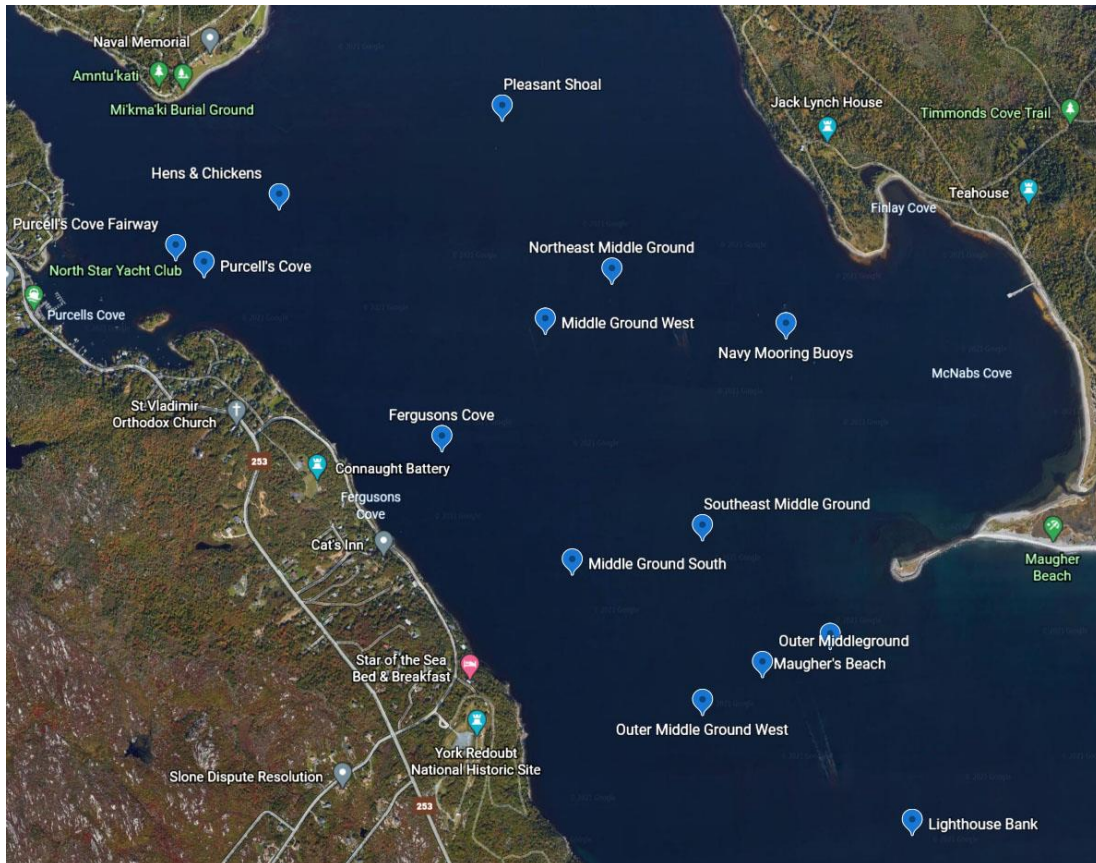 Naval Memorial
Amntu'kati
Mi'kma'ki Burial Ground
Pleasant Shoal
Jack Lynch House
Timmonds Cove Trail
Hens & Chickens
Teahouse
Finlay Cove
Purcell's Cove Fairway
North Star Yacht Club
Purcell's Cove
Northeast Middle Ground
Purcells Cove
Middle Ground West
Navy Mooring Buoys
McNabs Cove
St.Vladimir
Orthodox Church
Fergusons Cove
253
Connaught Battery
Fergusons
Cove
Southeast Middle Ground
Cat's Inn
Middle Ground South
Maugher
Beach
Outer Middleground
Star of the Sea
Bed & Breakfast
Maugher's Beach
Outer Middle Ground West
York Redoubt
National Historic Site
Slone Dispute Resolution
253
Lighthouse Bank